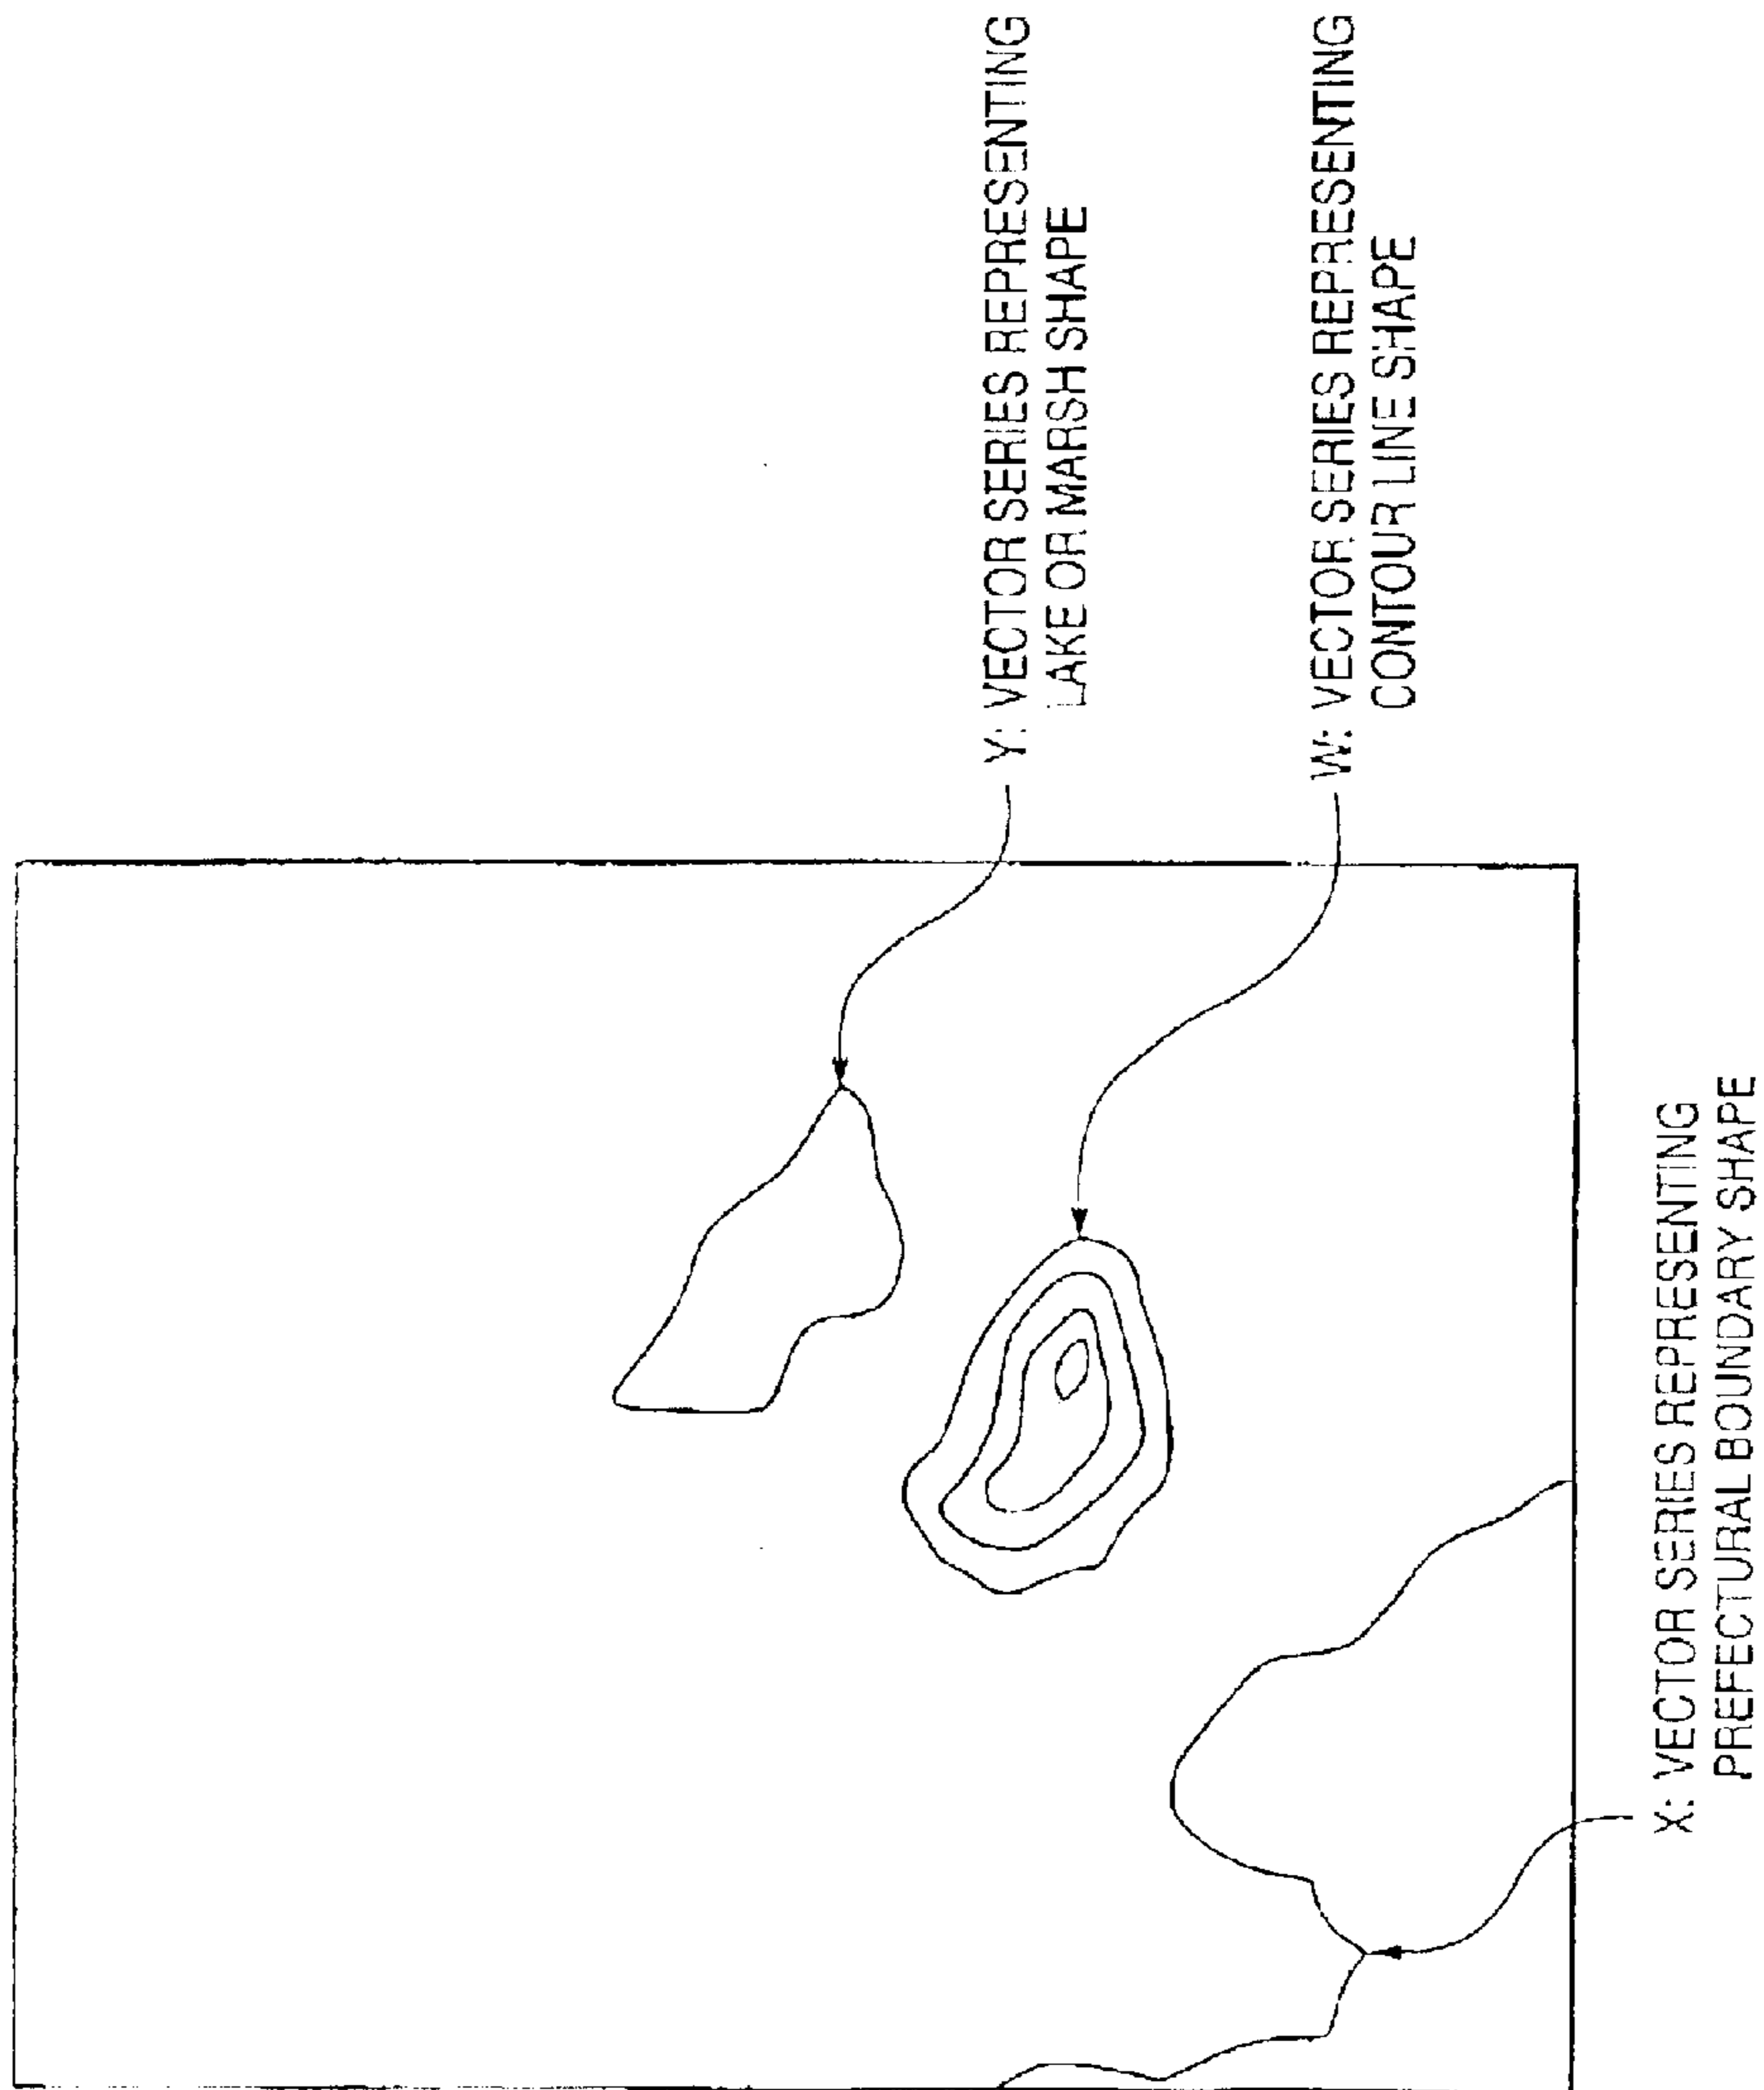 Y: VECTOR SERIES REPRESENTING
LAKE OR MARSH SHAPE
W: VECTOR SERIES REPRESENTING
CONTOUR LINE SHAPE
X: VECTOR SERIES REPRESENTING
PREFECTURAL BOUNDARY SHAPE